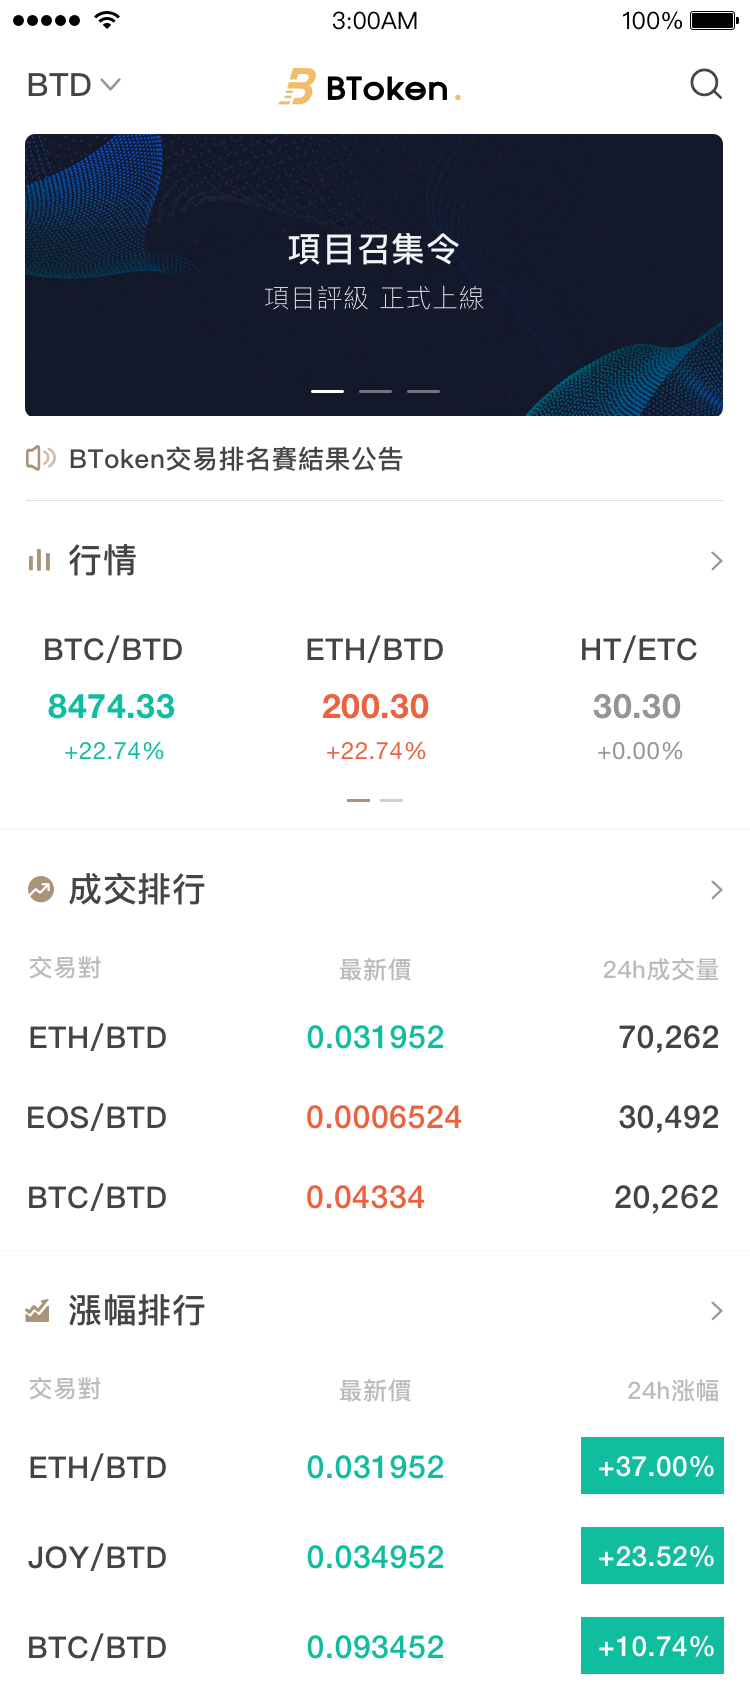 3:00AM 100%
BTD BToken.
項目召集令
項目評級 正式上線
BToken交易排名賽結果公告
行情
BTC/BTD ETH/BTD HT/ETC
8474.33 200.30 30.30
+22.74% +22.74% +0.00%
成交排行
交易對 最新價 24h成交量
ETH/BTD 0.031952 70,262
EOS/BTD 0.0006524 30,492
BTC/BTD 0.04334 20,262
漲幅排行
交易對 最新價 24h涨幅
ETH/BTD 0.031952 +37.00%
JOY/BTD 0.034952 +23.52%
BTC/BTD 0.093452 +10.74%